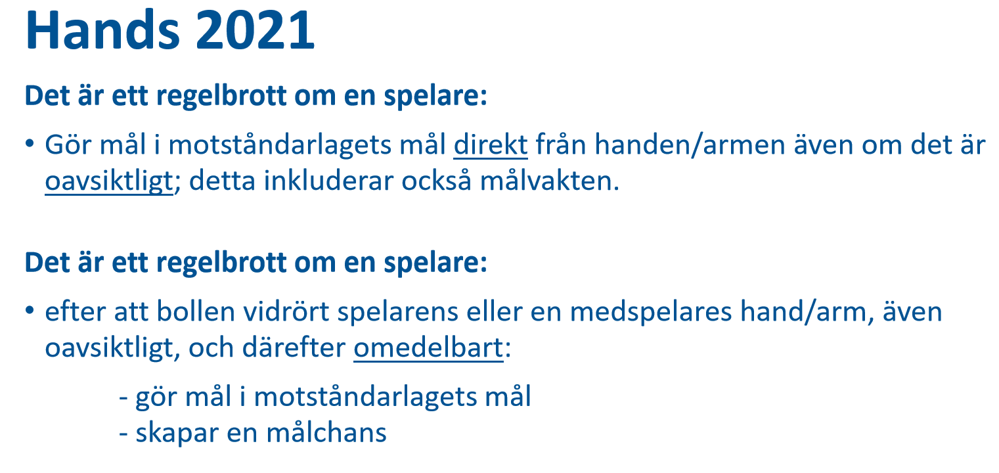 Hands 2021
Det är ett regelbrott om en spelare:
• Gör mål i motståndarlagets mål direkt från handen/armen även om det är
oavsiktligt; detta inkluderar också målvakten.
Det är ett regelbrott om en spelare:
• efter att bollen vidrört spelarens eller en medspelares hand/arm, även
oavsiktligt, och därefter omedelbart:
- gör mål i motståndarlagets mål
- skapar en målchans